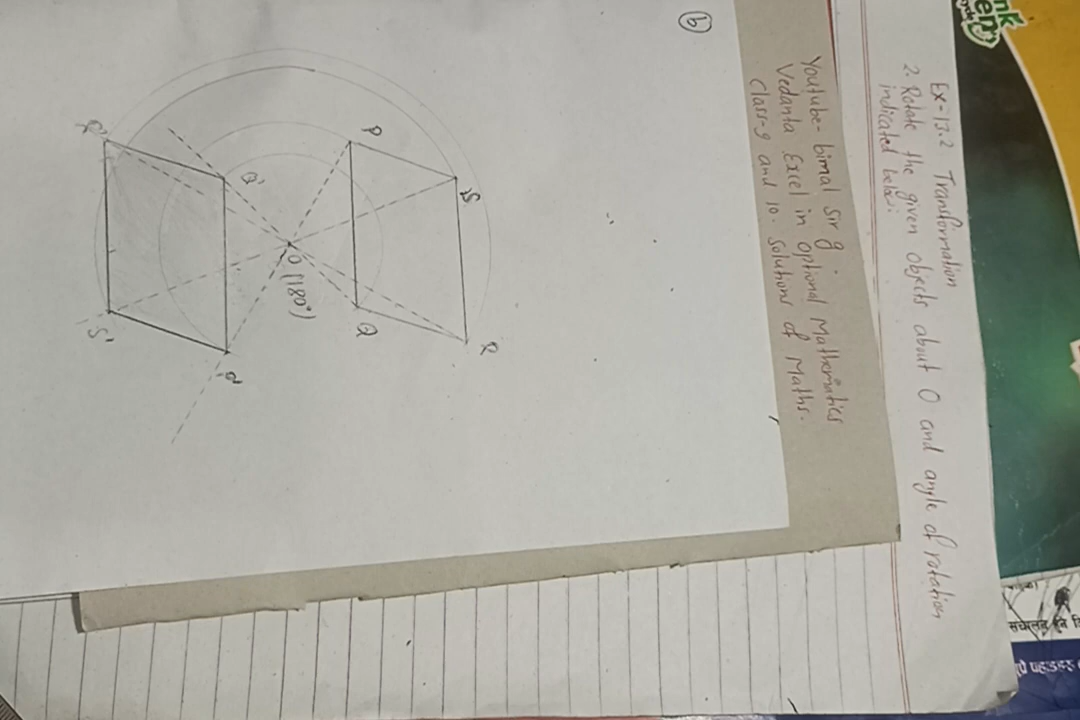 Ex-13.2 Transformation
2. Rotate the given objects about O and angle of rotation
indicated below:
Youtube- bimal sir g.
Vedanta Excel in optional Mathematics
Class-9 and 10. Solutions of Maths.
(b)
S
R
P
Q
O (180°)
Q'
P'
R'
S'